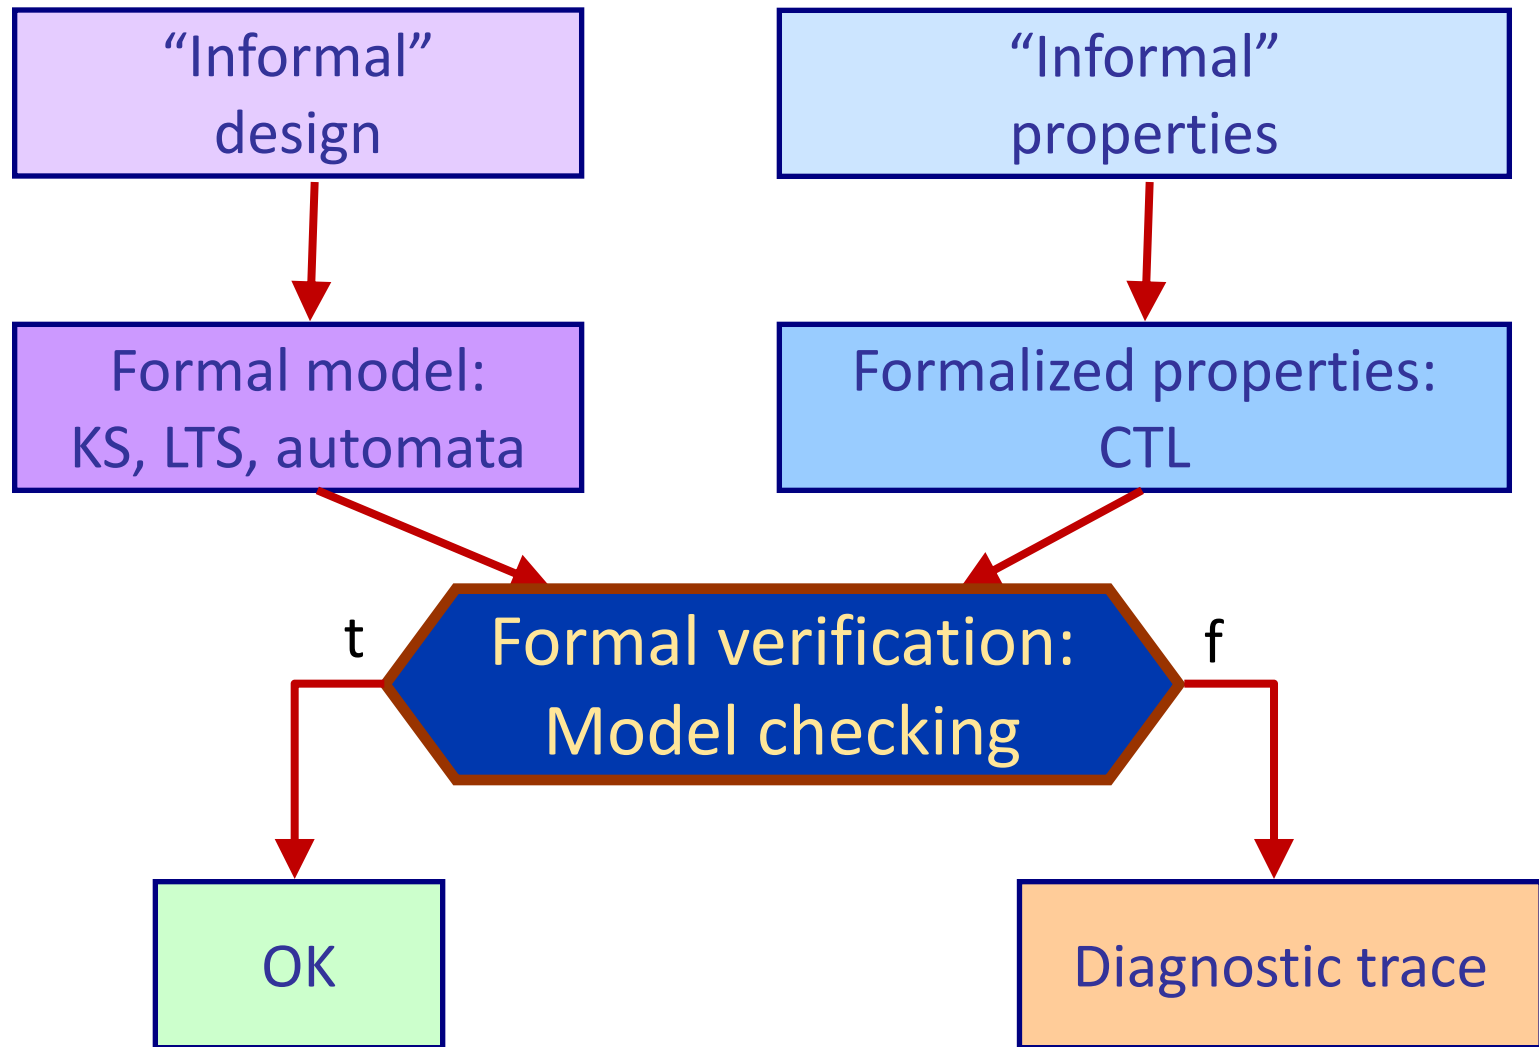 “Informal”
design
“Informal”
properties
Formal model:
KS, LTS, automata
Formalized properties:
CTL
t
Formal verification:
Model checking
f
OK
Diagnostic trace